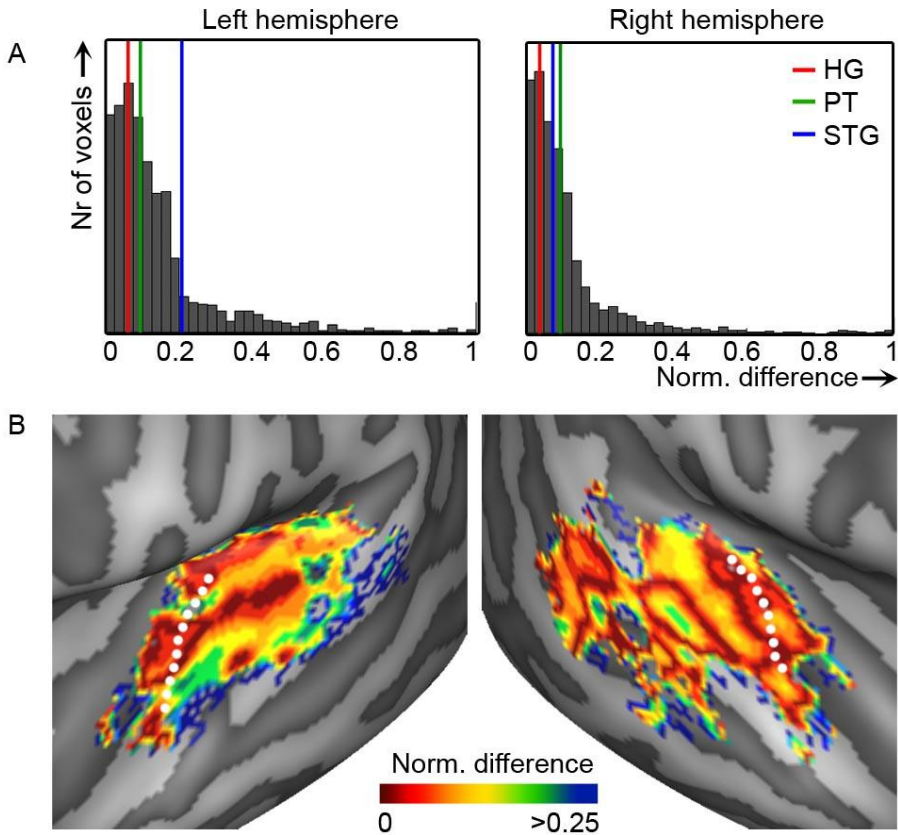 Left hemisphere
Right hemisphere
A
Nr of voxels
HG
PT
STG
0 0.2 0.4 0.6 0.8 1
0 0.2 0.4 0.6 0.8 1
Norm. difference
B
Norm. difference
0 >0.25